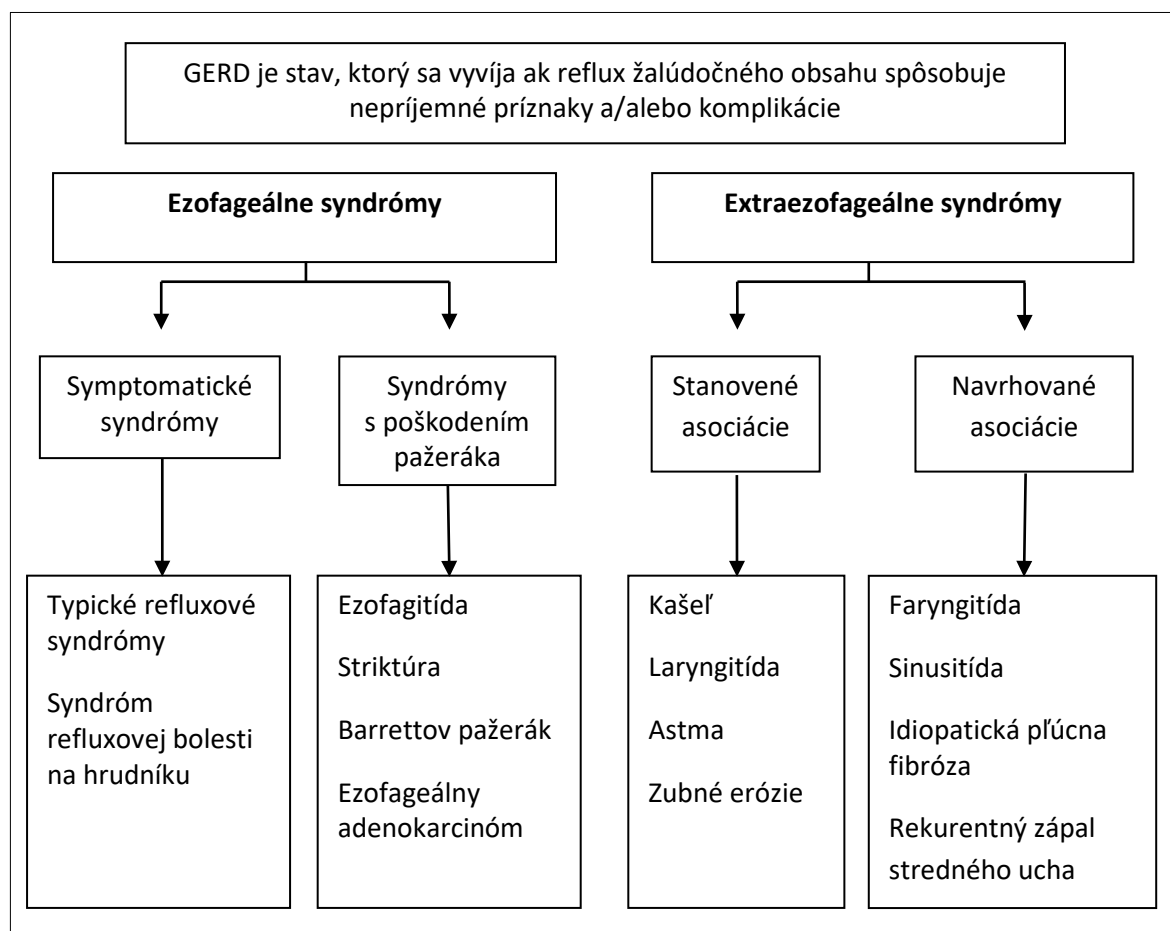 GERD je stav, ktorý sa vyvíja ak reflux žalúdočného obsahu spôsobuje
nepríjemné príznaky a/alebo komplikácie
Ezofageálne syndrómy
Extraezofageálne syndrómy
Symptomatické
syndrómy
Syndrómy
s poškodením
pažeráka
Stanovené
asociácie
Navrhované
asociácie
Typické refluxové
syndrómy
Syndróm
refluxovej bolesti
na hrudníku
Ezofagitída
Striktúra
Barrettov pažerák
Ezofageálny
adenokarcinóm
Kašeľ
Laryngitída
Astma
Zubné erózie
Faryngitída
Sinusitída
Idiopatická pľúcna
fibróza
Rekurentný zápal
stredného ucha